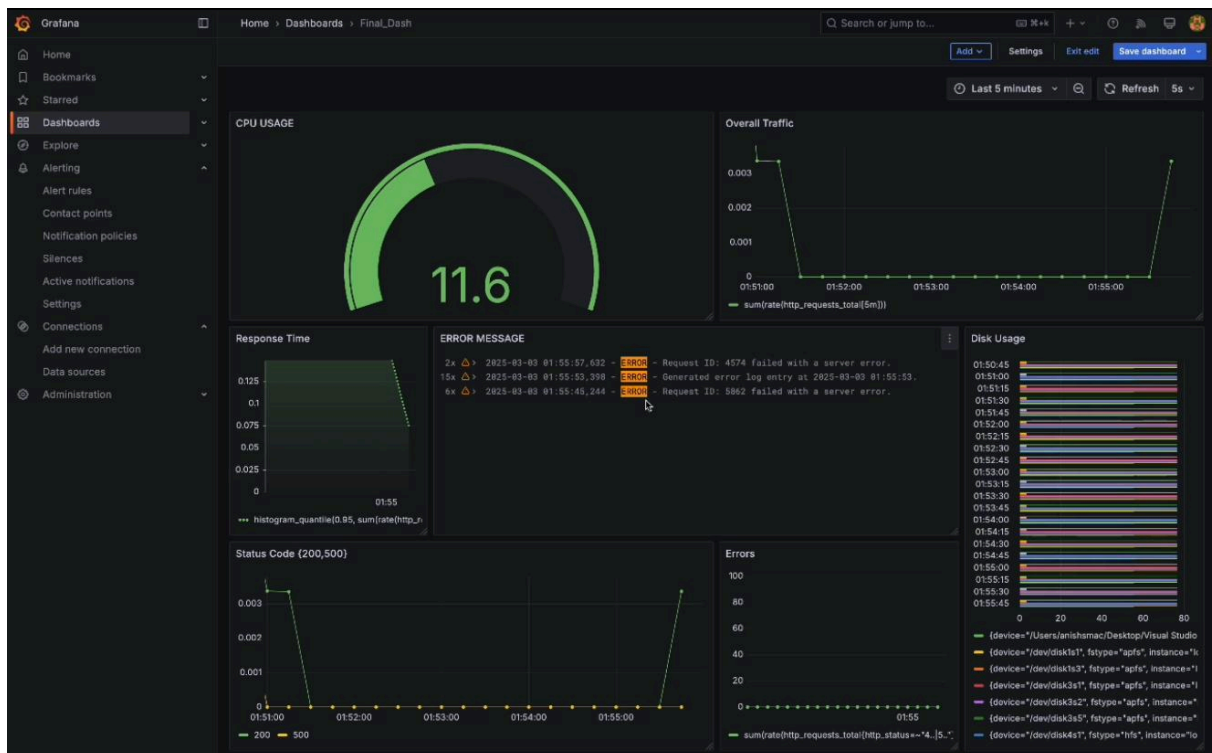 Grafana
Home > Dashboards > Final_Dash
Search or jump to...
⌘+k
Home
Bookmarks
Starred
Dashboards
Explore
Alerting
Alert rules
Contact points
Notification policies
Silences
Active notifications
Settings
Connections
Add new connection
Data sources
Administration
Add
Settings
Exit edit
Save dashboard
Last 5 minutes
Refresh
5s
CPU USAGE
11.6
Overall Traffic
0.003
0.002
0.001
0
01:51:00 01:52:00 01:53:00 01:54:00 01:55:00
sum(rate(http_requests_total[5m]))
Response Time
0.125
0.1
0.075
0.05
0.025
0
01:55
histogram_quantile(0.95, sum(rate(http_r
ERROR MESSAGE
2x > 2025-03-03 01:55:57,632 - ERROR - Request ID: 4574 failed with a server error.
15x > 2025-03-03 01:55:53,398 - ERROR - Generated error log entry at 2025-03-03 01:55:53.
6x > 2025-03-03 01:55:45,244 - ERROR - Request ID: 5862 failed with a server error.
Disk Usage
01:50:45
01:51:00
01:51:15
01:51:30
01:51:45
01:52:00
01:52:15
01:52:30
01:52:45
01:53:00
01:53:15
01:53:30
01:53:45
01:54:00
01:54:15
01:54:30
01:54:45
01:55:00
01:55:15
01:55:30
01:55:45
0 20 40 60 80
{device="/Users/anishsmac/Desktop/Visual Studio
{device="/dev/disk1s1", fstype="apfs", instance="lo
{device="/dev/disk1s3", fstype="apfs", instance="l
{device="/dev/disk3s1", fstype="apfs", instance="l
{device="/dev/disk3s2", fstype="apfs", instance="
{device="/dev/disk3s5", fstype="apfs", instance="
{device="/dev/disk4s1", fstype="hfs", instance="lo
Status Code {200,500}
0.003
0.002
0.001
0
01:51:00 01:52:00 01:53:00 01:54:00 01:55:00
200 500
Errors
100
80
60
40
20
0
01:55
sum(rate(http_requests_total{http_status=~"4..|5.."